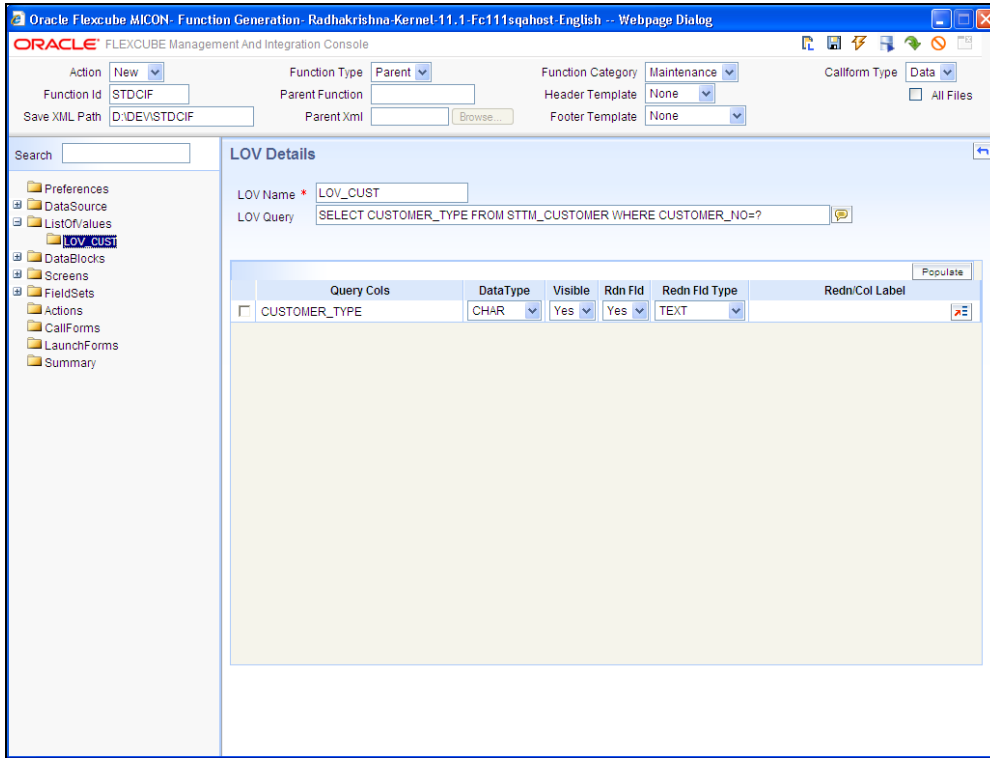 Oracle Flexcube MICON- Function Generation- Radhakrishna-Kernel-11.1-Fc111sqahost-English -- Webpage Dialog
ORACLE FLEXCUBE Management And Integration Console
Action New Function Type Parent Function Category Maintenance Callform Type Data
Function Id STDCIF Parent Function Header Template None All Files
Save XML Path D:\DEV\STDCIF Parent Xml Browse... Footer Template None
Search
LOV Details
Preferences
DataSource
ListOfValues
LOV_CUST
DataBlocks
Screens
FieldSets
Actions
CallForms
LaunchForms
Summary
LOV Name * LOV_CUST
LOV Query SELECT CUSTOMER_TYPE FROM STTM_CUSTOMER WHERE CUSTOMER_NO=?
Populate
Query Cols DataType Visible Rdn Fld Redn Fld Type Redn/Col Label
CUSTOMER_TYPE CHAR Yes Yes TEXT